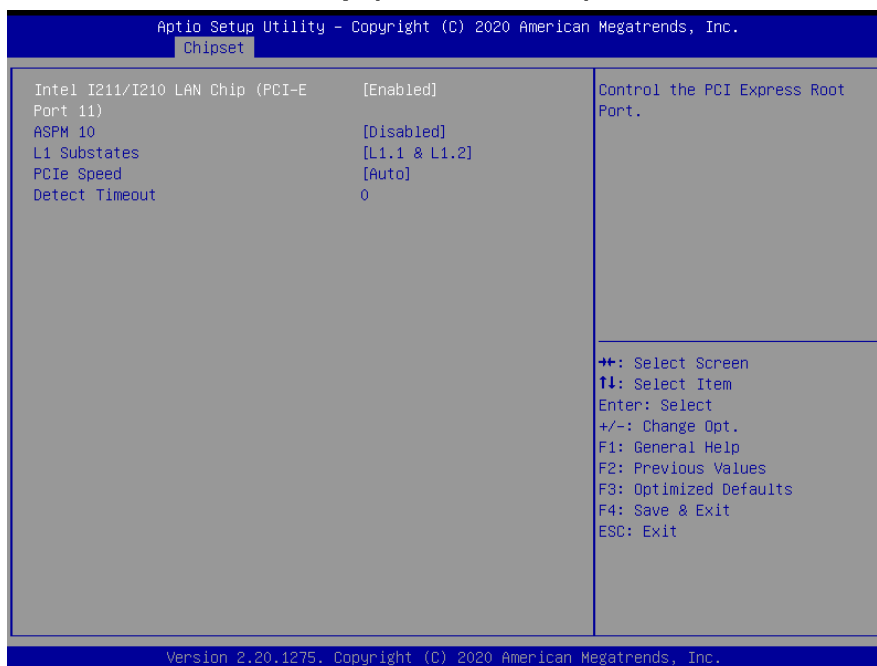 Aptio Setup Utility – Copyright (C) 2020 American Megatrends, Inc.
Chipset
Intel I211/I210 LAN Chip (PCI-E Port 11) [Enabled]
ASPM 10 [Disabled]
L1 Substates [L1.1 & L1.2]
PCIe Speed [Auto]
Detect Timeout 0
Control the PCI Express Root
Port.
→←: Select Screen
↑↓: Select Item
Enter: Select
+/-: Change Opt.
F1: General Help
F2: Previous Values
F3: Optimized Defaults
F4: Save & Exit
ESC: Exit
Version 2.20.1275. Copyright (C) 2020 American Megatrends, Inc.